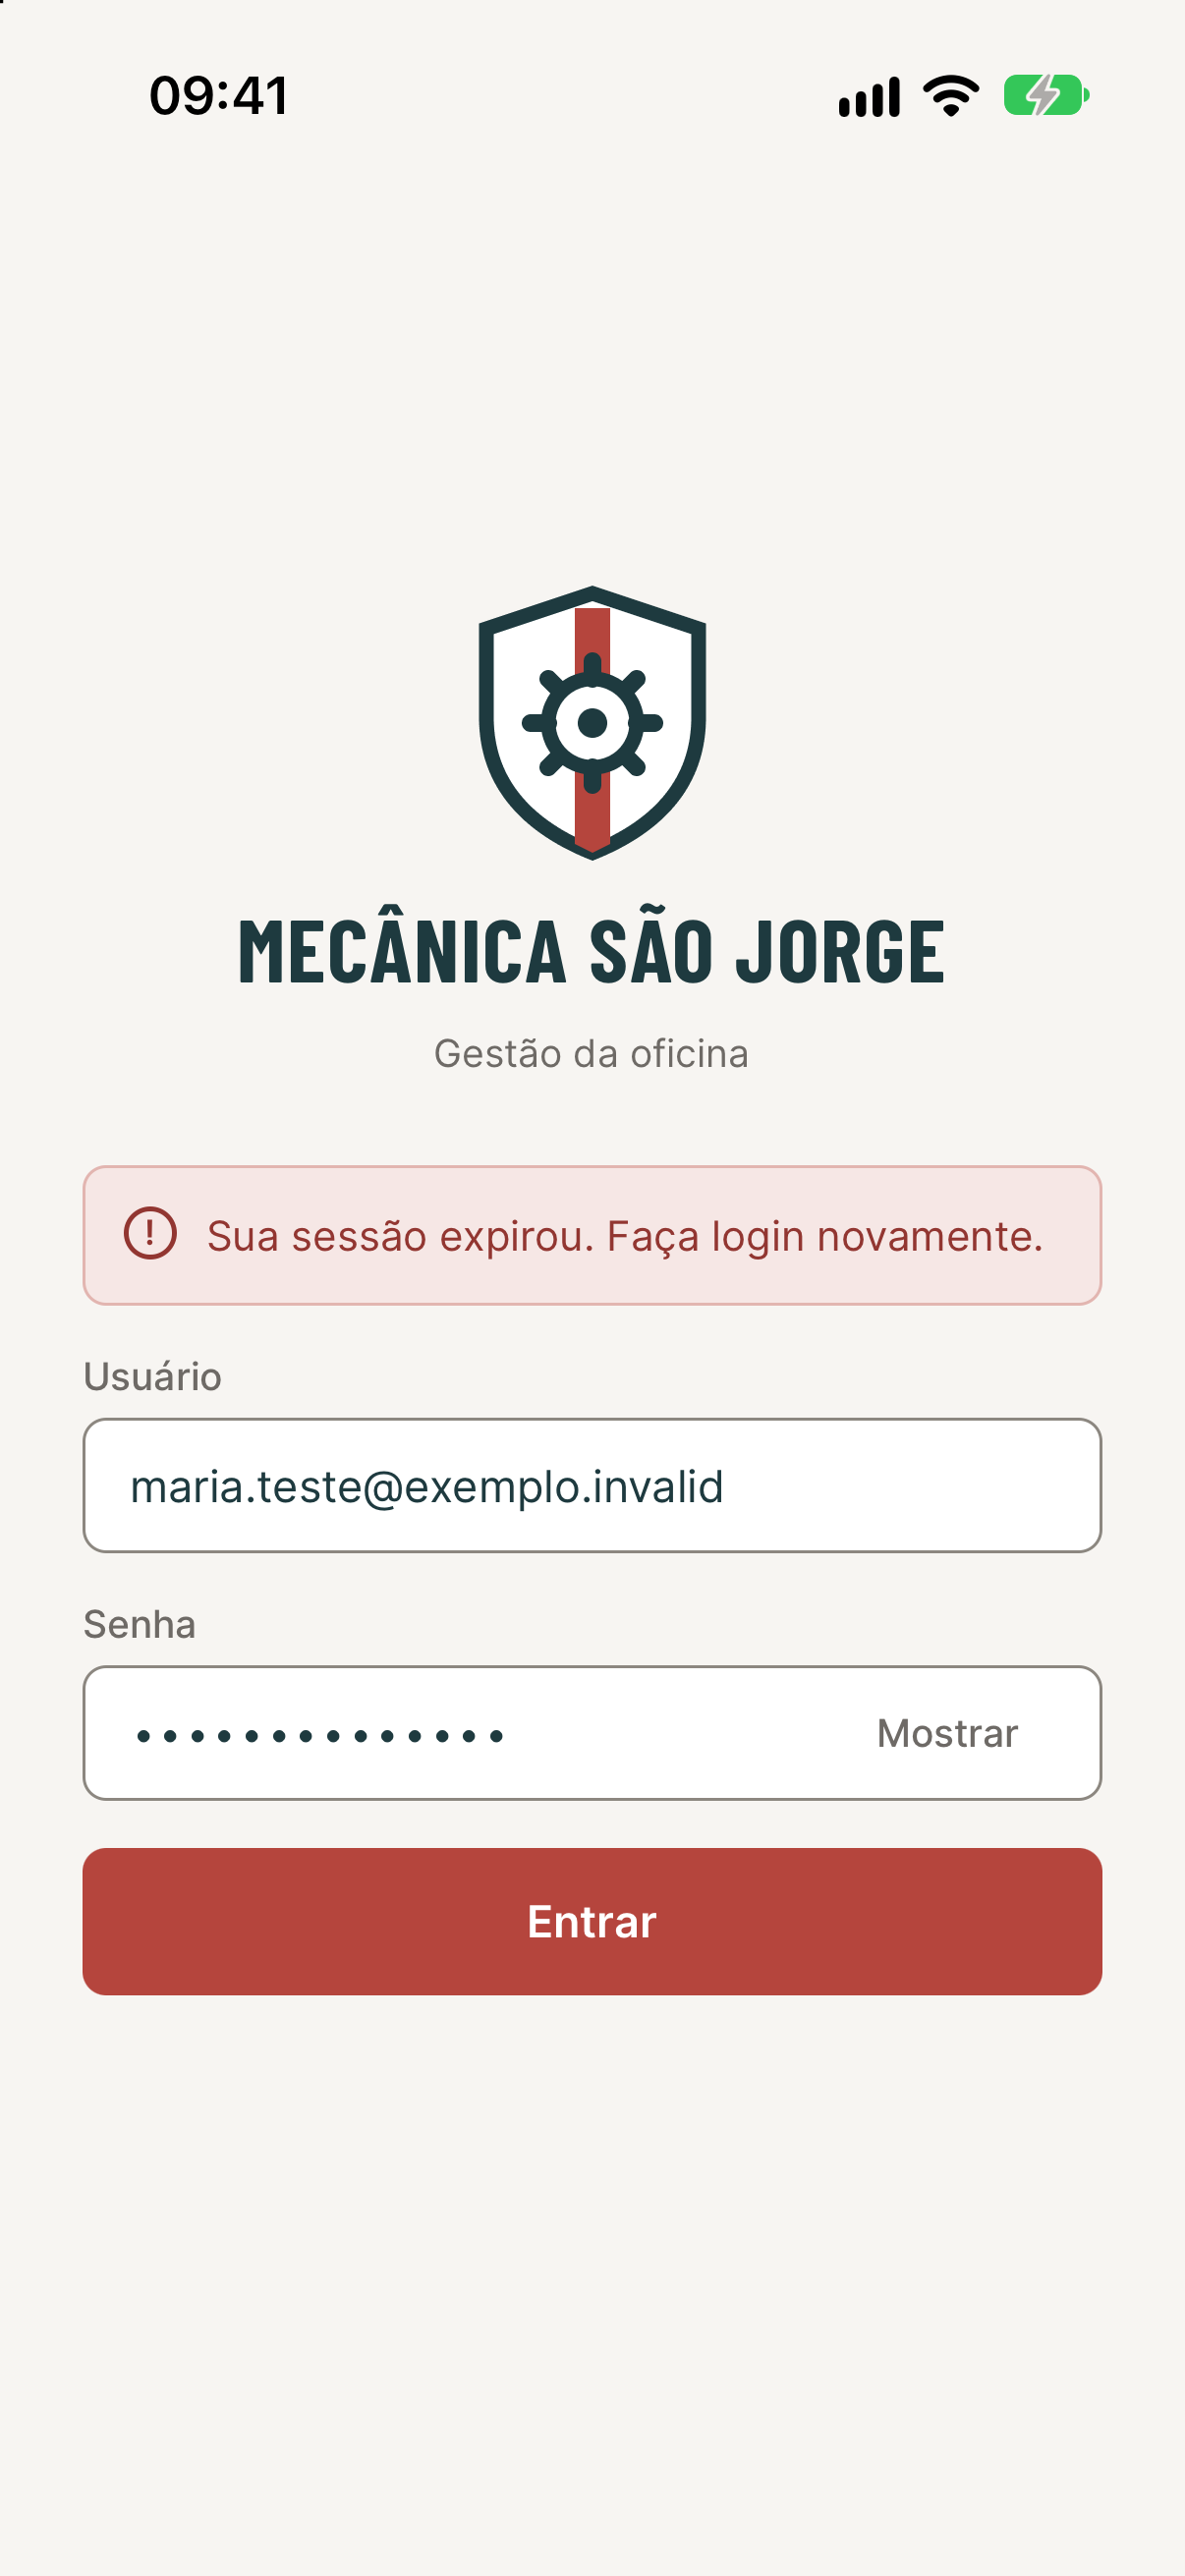 09:41
MECÂNICA SÃO JORGE
Gestão da oficina
Sua sessão expirou. Faça login novamente.
Usuário
maria.teste@exemplo.invalid
Senha
•••••••••••••• Mostrar
Entrar